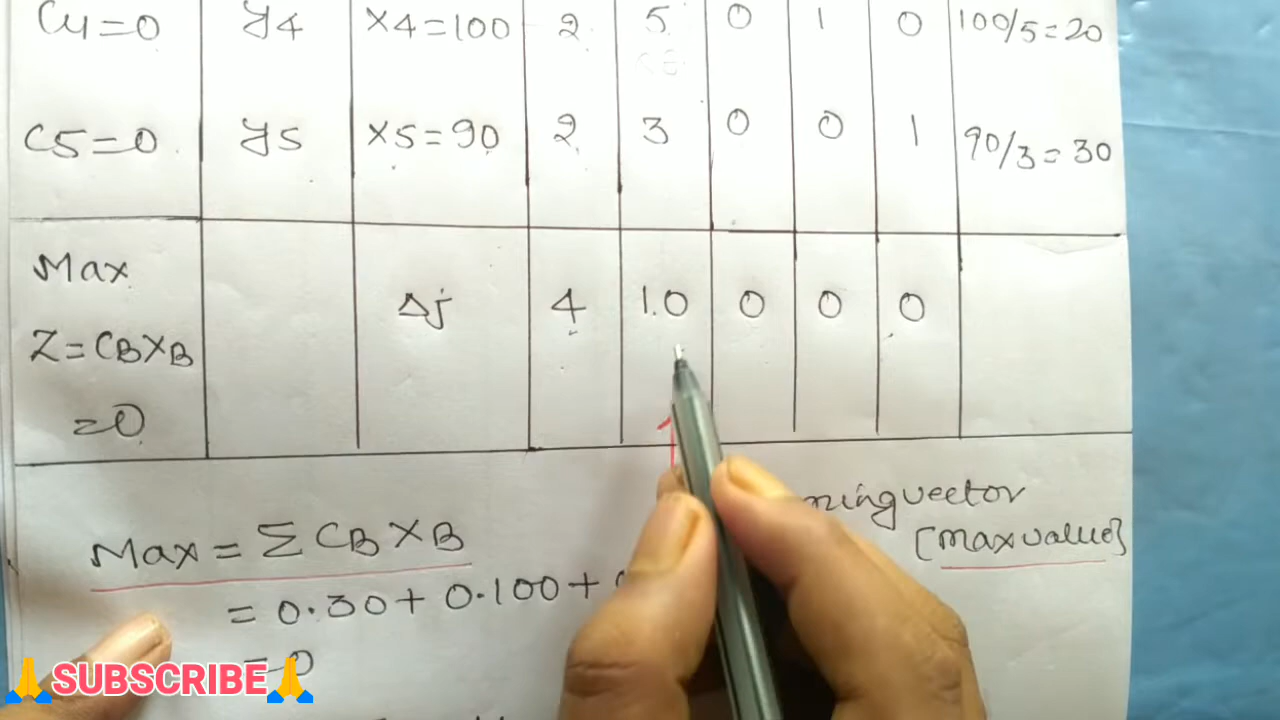 C4=0 y4 x4=100 2 5 0 1 0 100/5=20
C5=0 y5 x5=90 2 3 0 0 1 90/3=30
Max Δj 4 10 0 0 0
Z=CBXB
=0
[max value]
Max = Σ CB XB
= 0.30+ 0.100+
=0
🙏SUBSCRIBE🙏